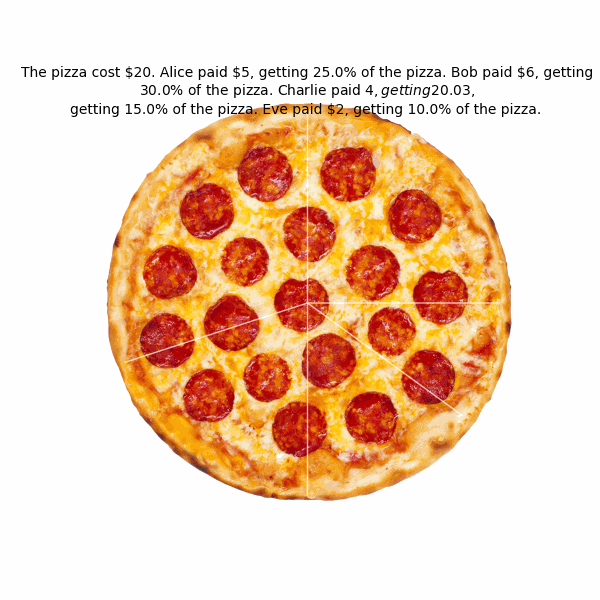 The pizza cost $20. Alice paid $5, getting 25.0% of the pizza. Bob paid $6, getting
30.0% of the pizza. Charlie paid 4, getting20.03,
getting 15.0% of the pizza. Eve paid $2, getting 10.0% of the pizza.